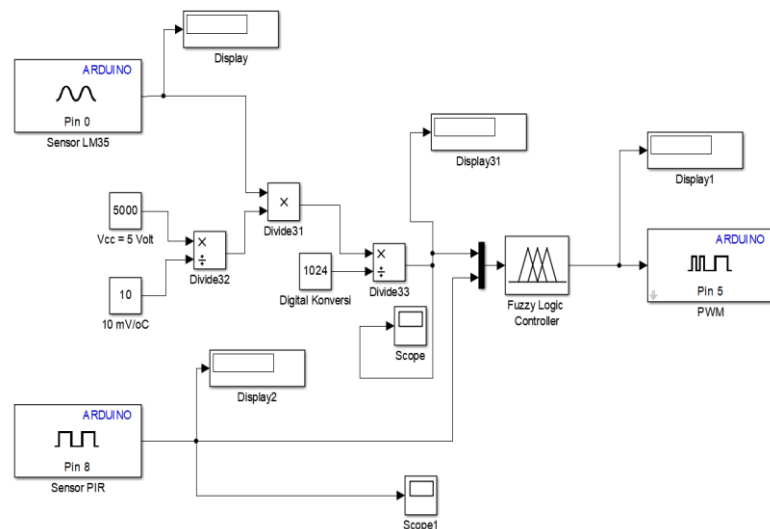 Display
ARDUINO
Pin 0
Sensor LM35
Display31
Display1
5000
Vcc = 5 Volt
×
Divide31
×
÷
Divide32
10
10 mV/oC
1024
Digital Konversi
×
÷
Divide33
Fuzzy Logic
Controller
ARDUINO
Pin 5
PWM
Scope
Display2
ARDUINO
Pin 8
Sensor PIR
Scope1